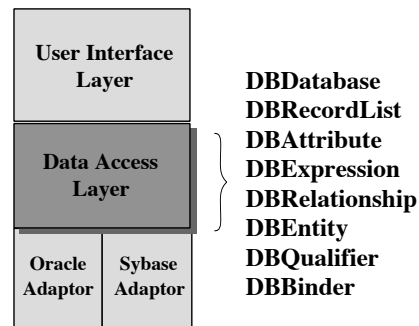 User Interface
Layer
Data Access
Layer
Oracle
Adaptor
Sybase
Adaptor
DBDatabase
DBRecordList
DBAttribute
DBExpression
DBRelationship
DBEntity
DBQualifier
DBBinder